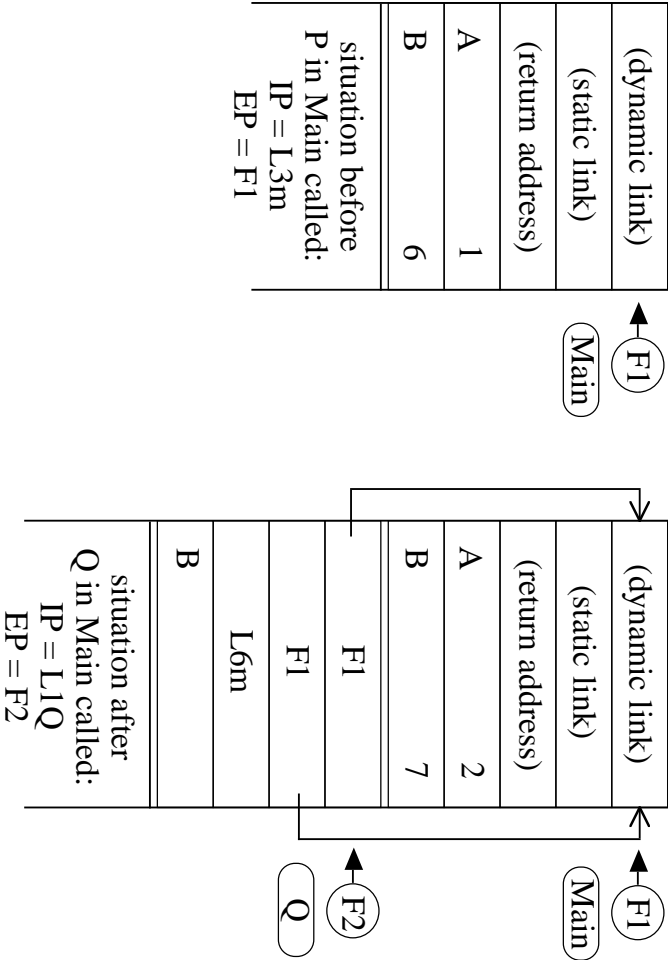 (dynamic link)
(static link)
(return address)
A 1
B 6
situation before
P in Main called:
IP = L3m
EP = F1
F1
Main
(dynamic link)
(static link)
(return address)
A 2
B 7
F1
F1
L6m
B
situation after
Q in Main called:
IP = L1Q
EP = F2
F1
Main
F2
Q